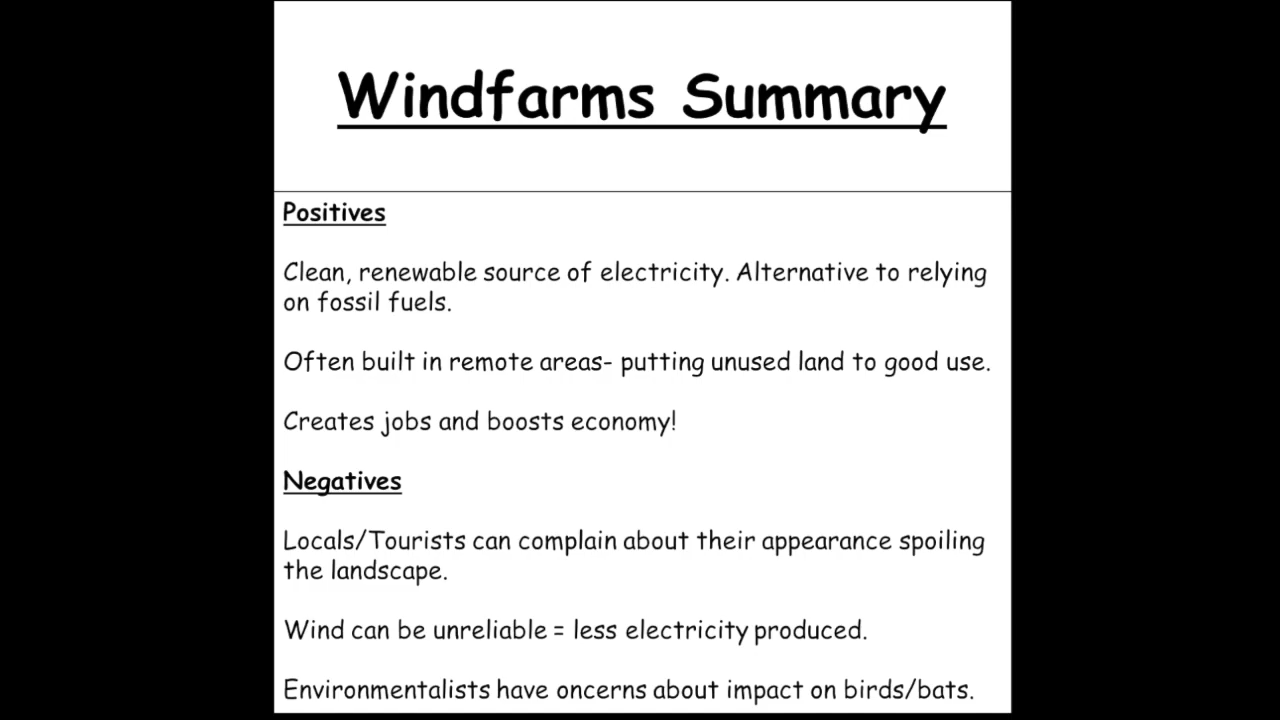 Windfarms Summary
Positives
Clean, renewable source of electricity. Alternative to relying
on fossil fuels.
Often built in remote areas- putting unused land to good use.
Creates jobs and boosts economy!
Negatives
Locals/Tourists can complain about their appearance spoiling
the landscape.
Wind can be unreliable = less electricity produced.
Environmentalists have oncerns about impact on birds/bats.